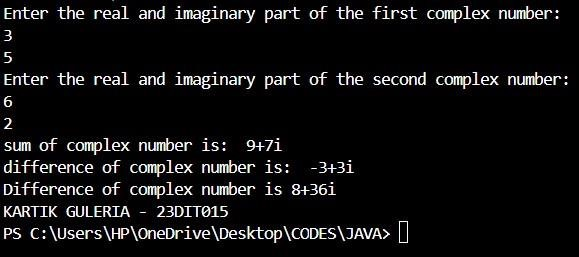 Enter the real and imaginary part of the first complex number:
3
5
Enter the real and imaginary part of the second complex number:
6
2
sum of complex number is:  9+7i
difference of complex number is:  -3+3i
Difference of complex number is 8+36i
KARTIK GULERIA - 23DIT015
PS C:\Users\HP\OneDrive\Desktop\CODES\JAVA>